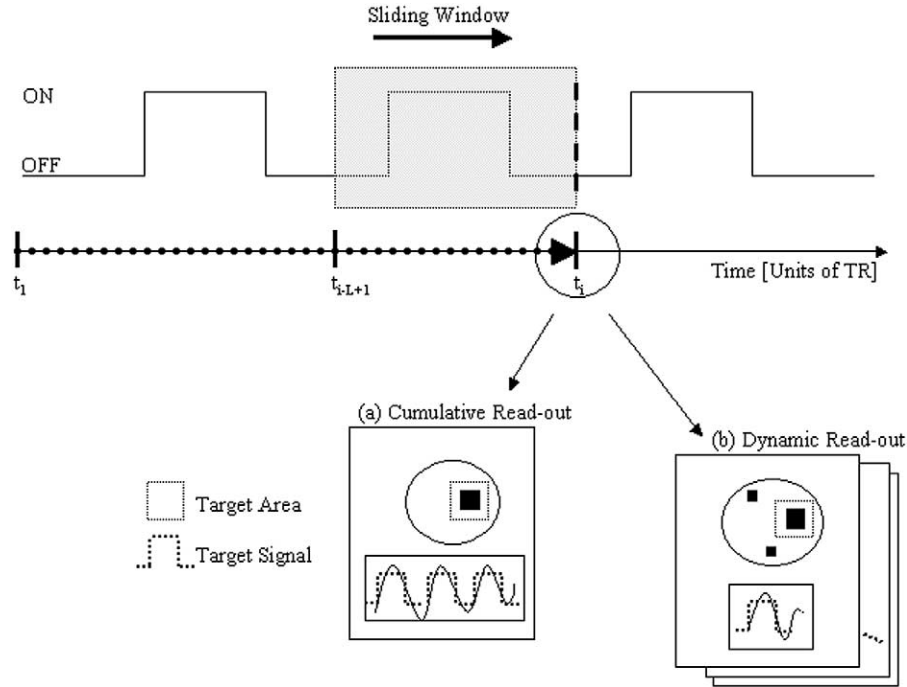 Sliding Window
ON
OFF
t1
ti-L+1
ti
Time [Units of TR]
(a) Cumulative Read-out
(b) Dynamic Read-out
Target Area
Target Signal